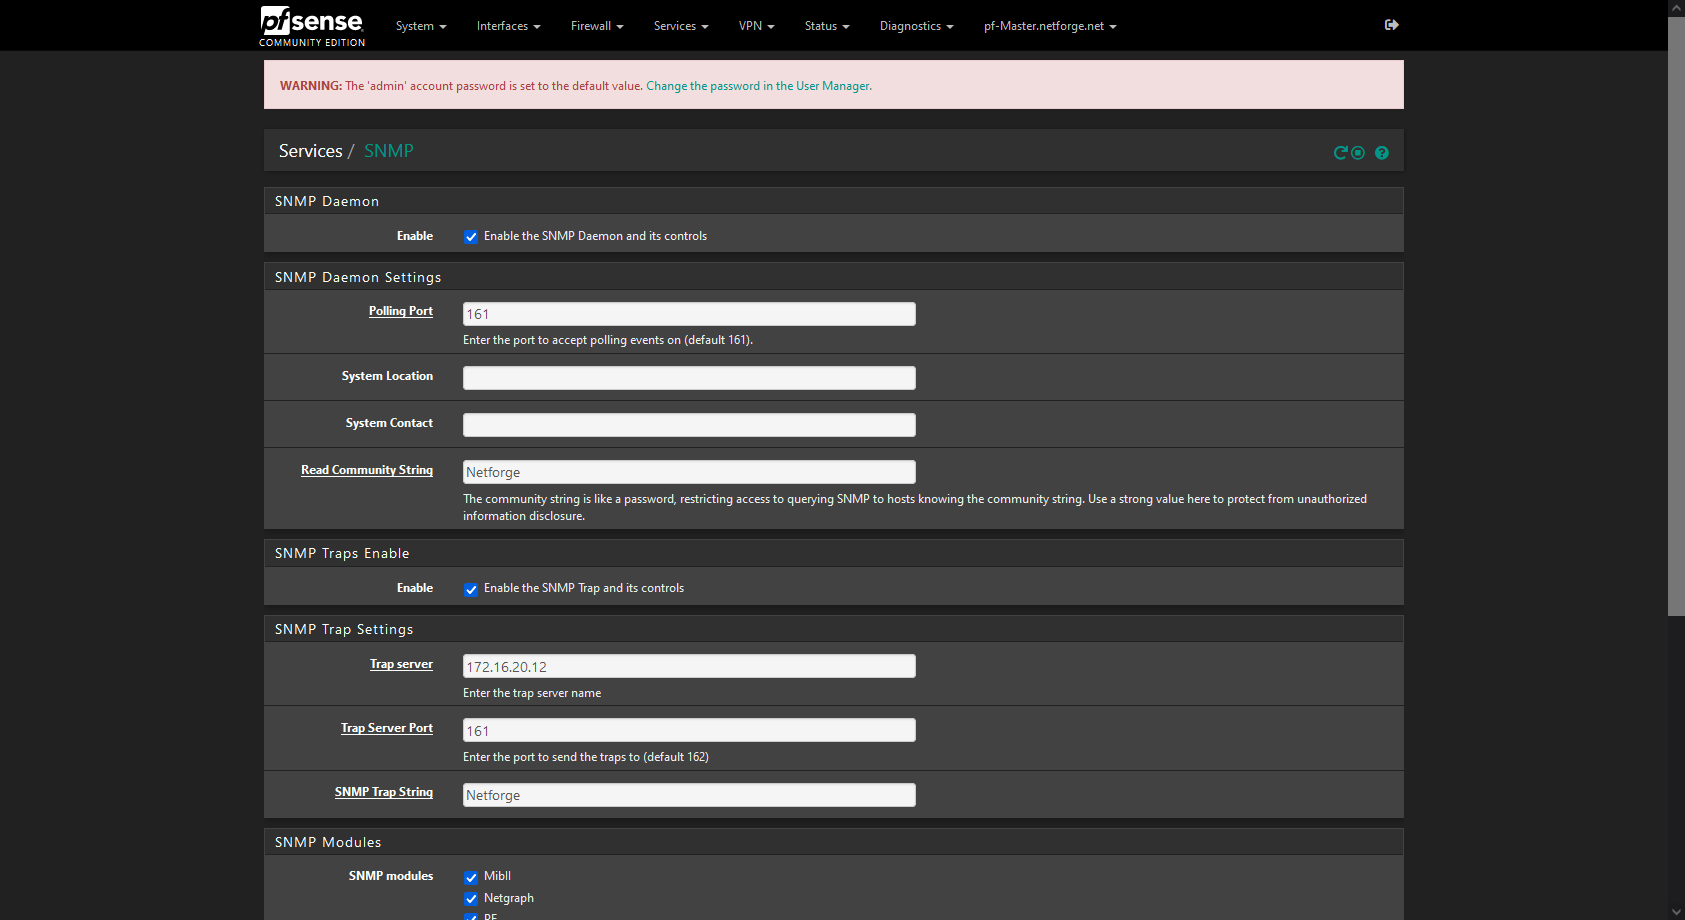 pfsense
COMMUNITY EDITION
System
Interfaces
Firewall
Services
VPN
Status
Diagnostics
pf-Master.netforge.net
WARNING: The 'admin' account password is set to the default value. Change the password in the User Manager.
Services / SNMP
SNMP Daemon
Enable
Enable the SNMP Daemon and its controls
SNMP Daemon Settings
Polling Port
161
Enter the port to accept polling events on (default 161).
System Location
System Contact
Read Community String
Netforge
The community string is like a password, restricting access to querying SNMP to hosts knowing the community string. Use a strong value here to protect from unauthorized
information disclosure.
SNMP Traps Enable
Enable
Enable the SNMP Trap and its controls
SNMP Trap Settings
Trap server
172.16.20.12
Enter the trap server name
Trap Server Port
161
Enter the port to send the traps to (default 162)
SNMP Trap String
Netforge
SNMP Modules
SNMP modules
MibII
Netgraph
PF